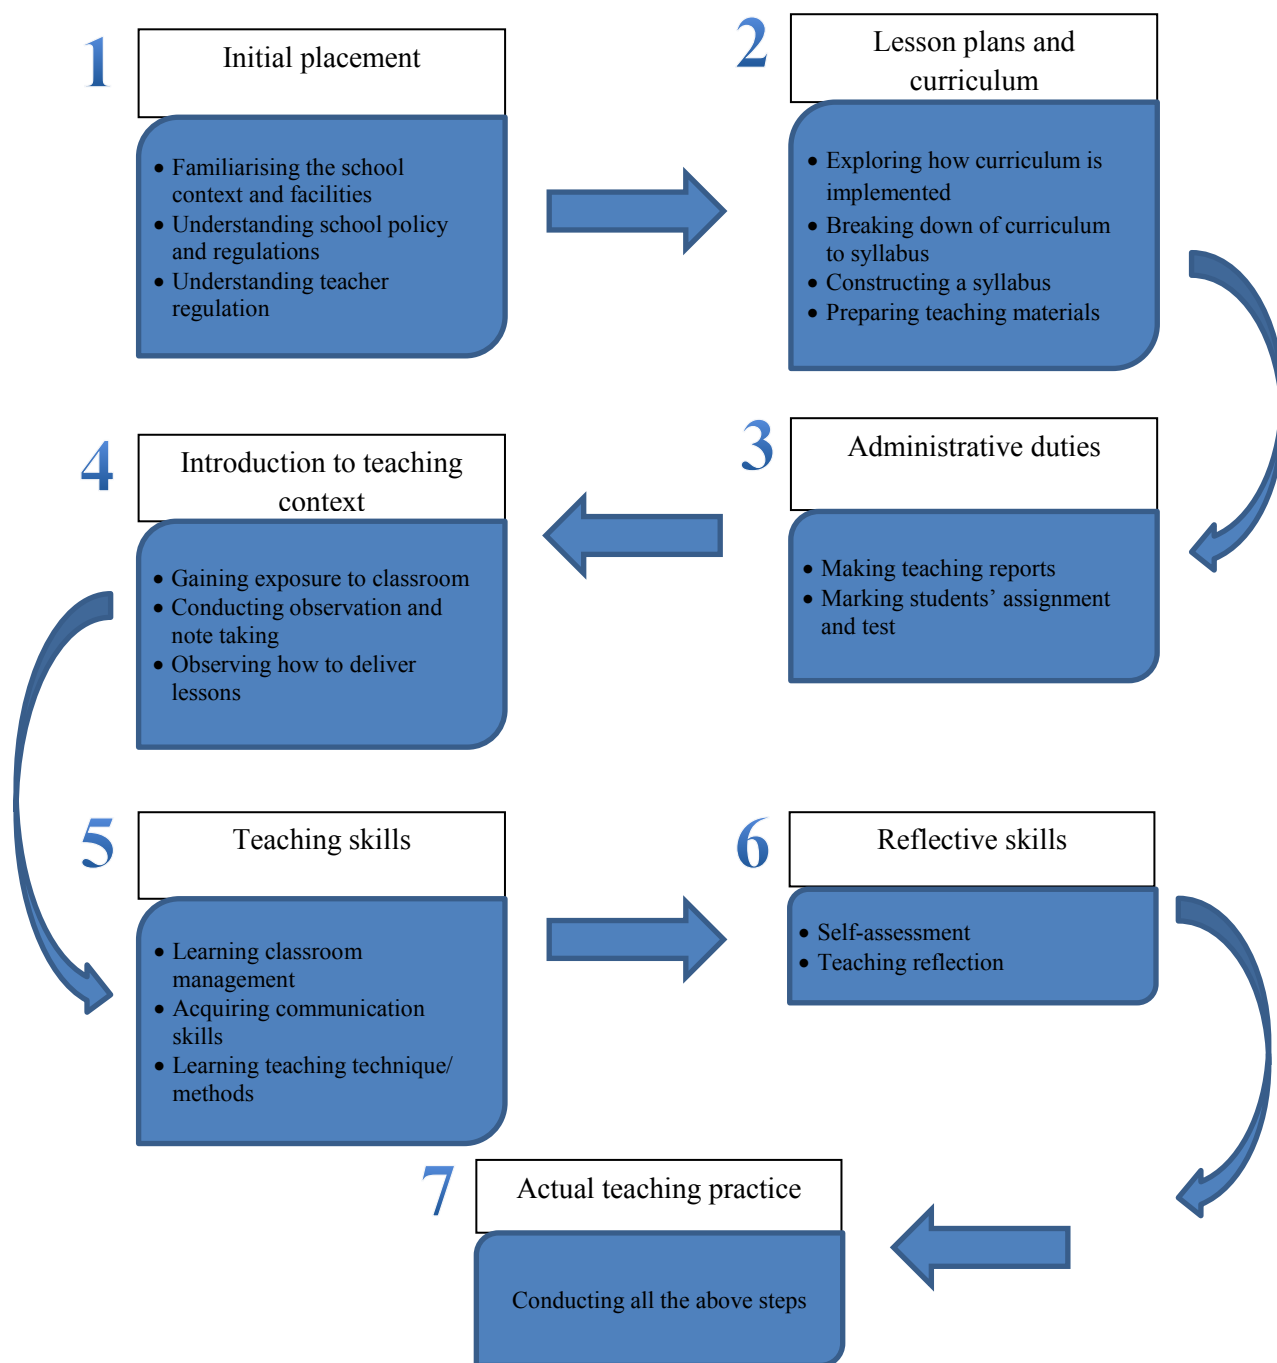 1
Initial placement
• Familiarising the school
context and facilities
• Understanding school policy
and regulations
• Understanding teacher
regulation
2
Lesson plans and
curriculum
• Exploring how curriculum is
implemented
• Breaking down of curriculum
to syllabus
• Constructing a syllabus
• Preparing teaching materials
3
Administrative duties
• Making teaching reports
• Marking students’ assignment
and test
4
Introduction to teaching
context
• Gaining exposure to classroom
• Conducting observation and
note taking
• Observing how to deliver
lessons
5
Teaching skills
• Learning classroom
management
• Acquiring communication
skills
• Learning teaching technique/
methods
6
Reflective skills
• Self-assessment
• Teaching reflection
7
Actual teaching practice
Conducting all the above steps